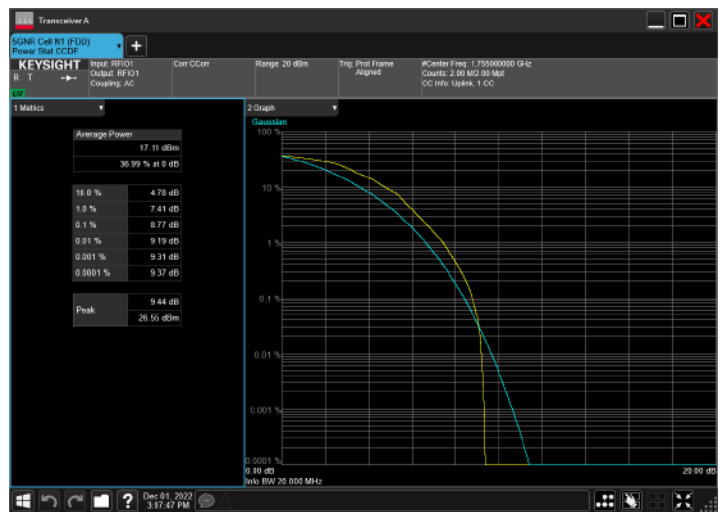 Transceiver A
5GNR Cell N1 (FDD)
Power Stat CCDF
KEYSIGHT
R T
Input: RFIO1
Output: RFIO1
Coupling: AC
Corr CCorr
Range: 20 dBm
Trig: Prot Frame
Aligned
#Center Freq: 1.755000000 GHz
Counts: 2.00 M/2.00 Mpt
CC Info: Uplink, 1 CC
1 Metrics
Average Power
17.11 dBm
36.99 % at 0 dB
10.0 % 4.78 dB
1.0 % 7.41 dB
0.1 % 8.77 dB
0.01 % 9.19 dB
0.001 % 9.31 dB
0.0001 % 9.37 dB
Peak
9.44 dB
26.55 dBm
2 Graph
Gaussian
100 %
10 %
1 %
0.1 %
0.01 %
0.001 %
0.0001 %
0.00 dB
20.00 dB
Info BW 20.000 MHz
Dec 01, 2022
3:07:47 PM